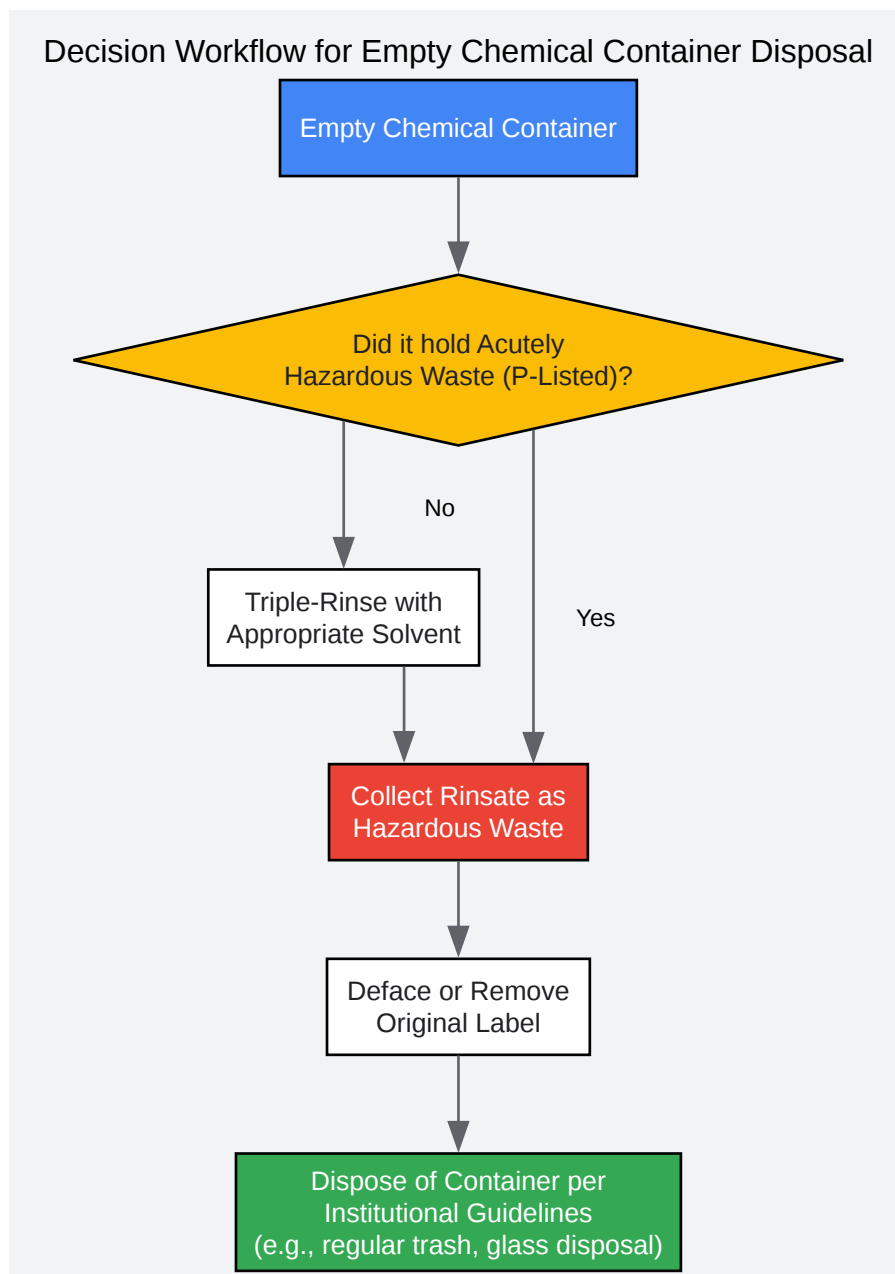 Decision Workflow for Empty Chemical Container Disposal
Empty Chemical Container
Did it hold Acutely
Hazardous Waste (P-Listed)?
No
Triple-Rinse with
Appropriate Solvent
Yes
Collect Rinsate as
Hazardous Waste
Deface or Remove
Original Label
Dispose of Container per
Institutional Guidelines
(e.g., regular trash, glass disposal)